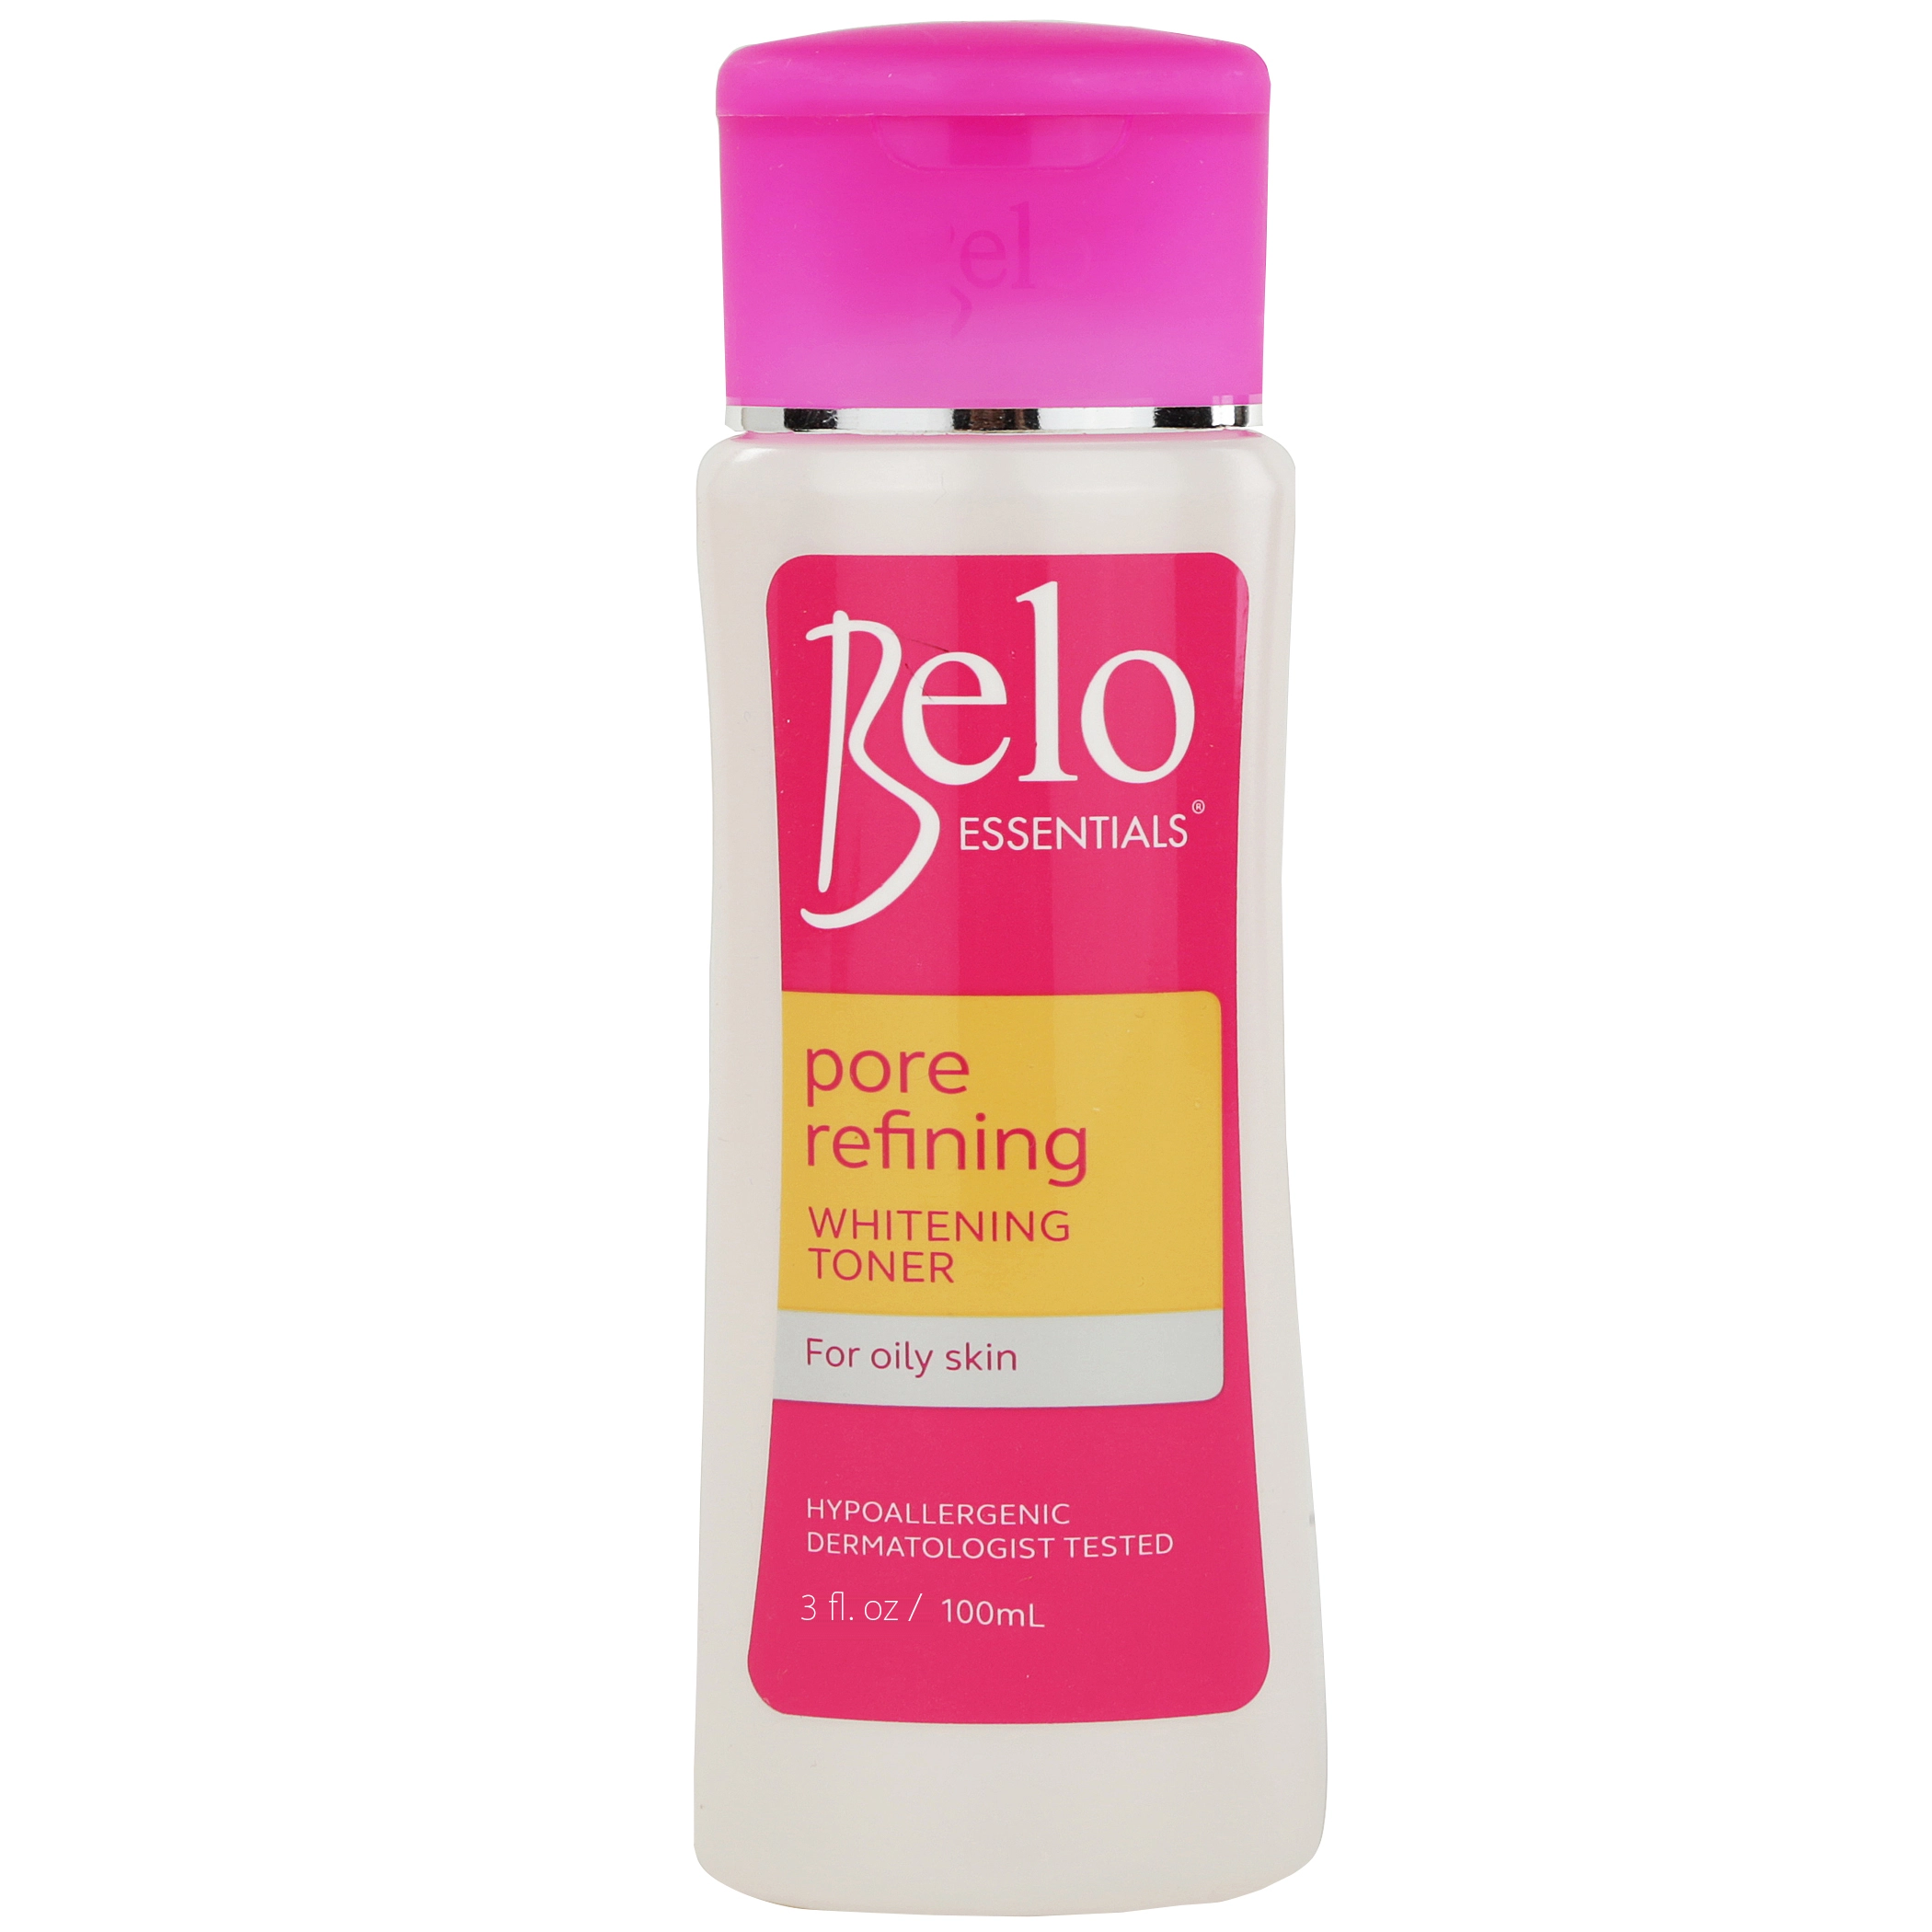 Belo
ESSENTIALS®
pore
refining
WHITENING
TONER
For oily skin
HYPOALLERGENIC
DERMATOLOGIST TESTED
3 fl. oz / 100mL